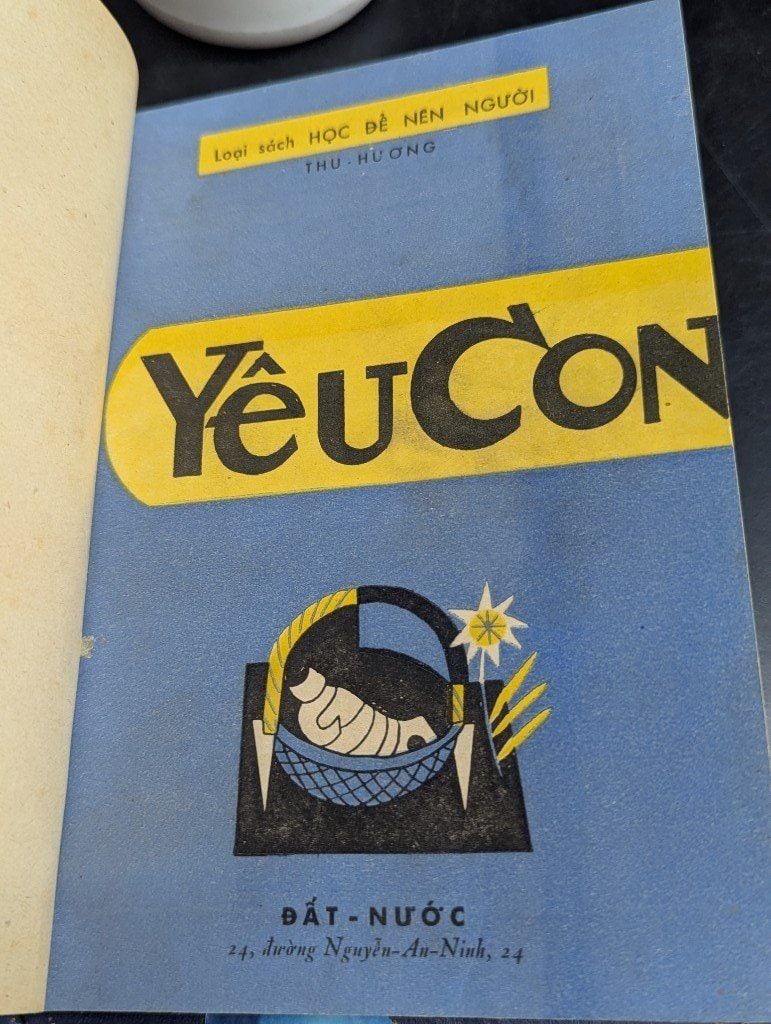 Loại sách HỌC ĐỂ NÊN NGƯỜI
THU-HƯƠNG
YÊU CON
ĐẤT - NƯỚC
24, đường Nguyễn-An-Ninh, 24